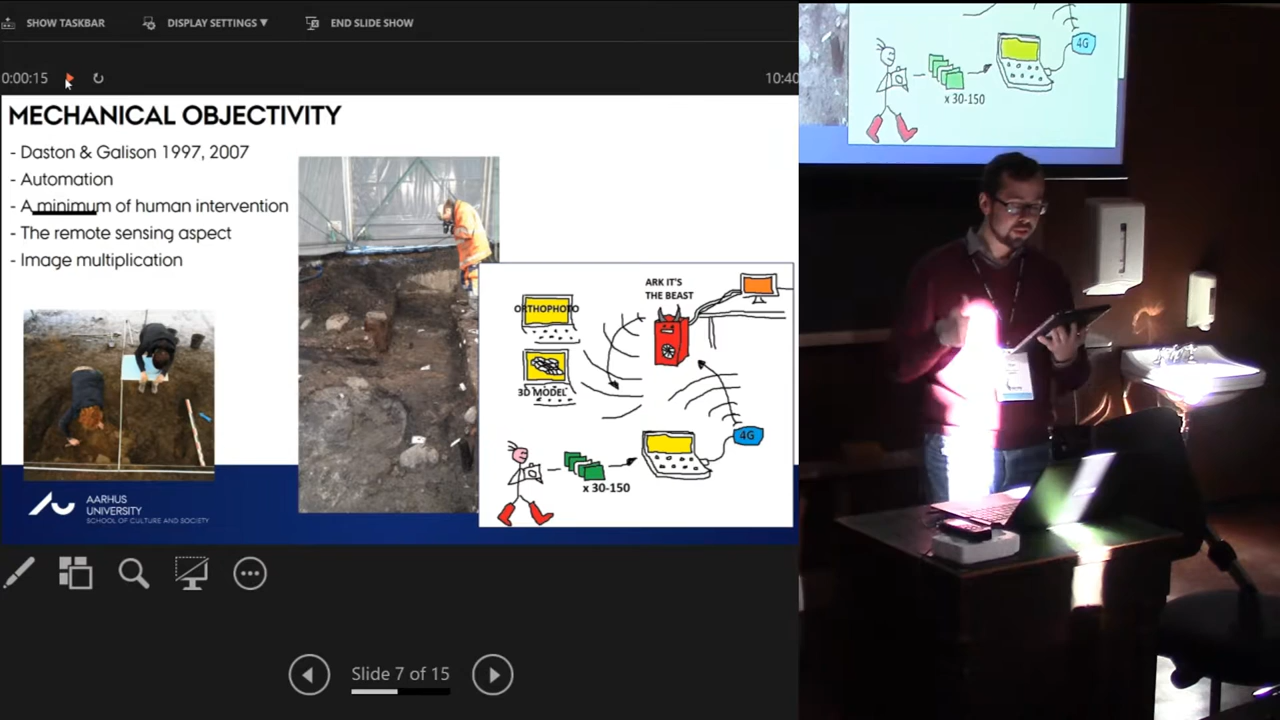 SHOW TASKBAR
DISPLAY SETTINGS ▼
END SLIDE SHOW
0:00:15
10:40
MECHANICAL OBJECTIVITY
- Daston & Galison 1997, 2007
- Automation
- A minimum of human intervention
- The remote sensing aspect
- Image multiplication
ARK IT'S
THE BEAST
ORTHOPHOTO
3D MODEL
4G
x 30-150
AARHUS
UNIVERSITY
SCHOOL OF CULTURE AND SOCIETY
Slide 7 of 15
4G
x 30-150